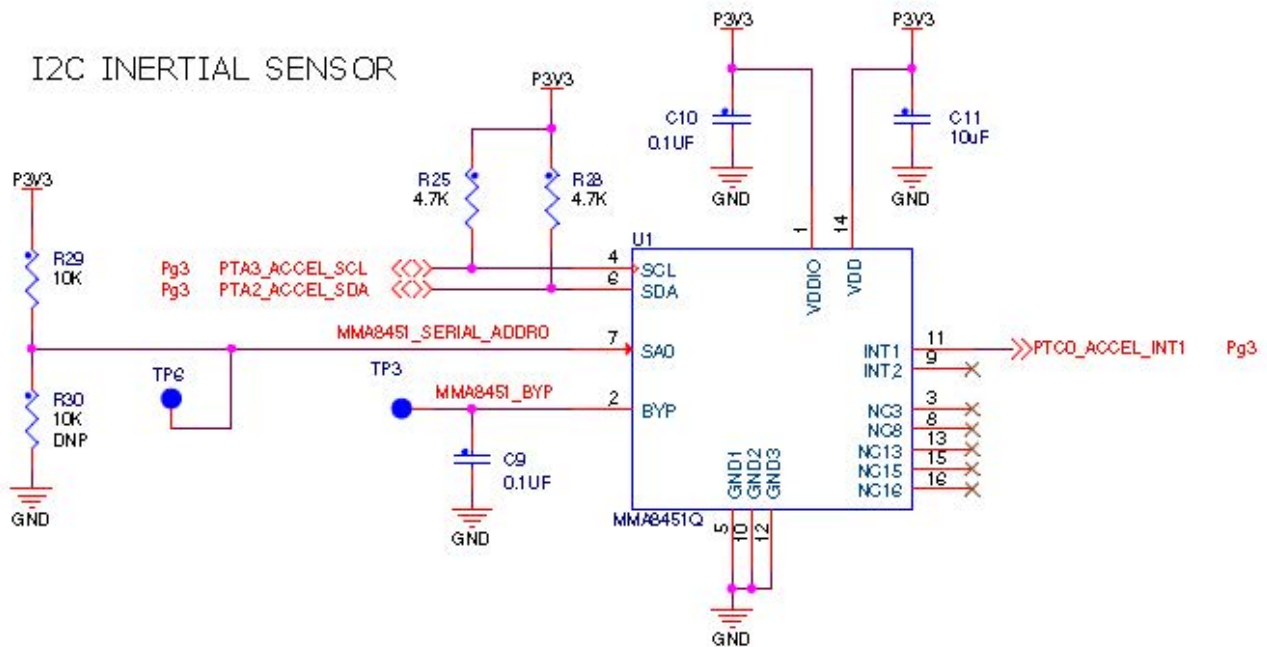 I2C INERTIAL SENSOR
P3V3
P3V3
P3V3
P3V3
C10
0.1UF
C11
10uF
GND
GND
R25
4.7K
R28
4.7K
R29
10K
U1
1
14
VDDIO
VDD
Pg3 PTA3_ACCEL_SCL
4
SCL
Pg3 PTA2_ACCEL_SDA
6
SDA
MMA8451_SERIAL_ADDR0
7
SA0
INT1
11
PTC0_ACCEL_INT1 Pg3
INT2
9
TP6
TP3
MMA8451_BYP
2
BYP
R30
10K
DNP
NC3
3
NC8
8
NC13
13
NC15
15
NC16
16
C9
0.1UF
GND
GND
GND1
GND2
GND3
MMA8451Q
5
10
12
GND